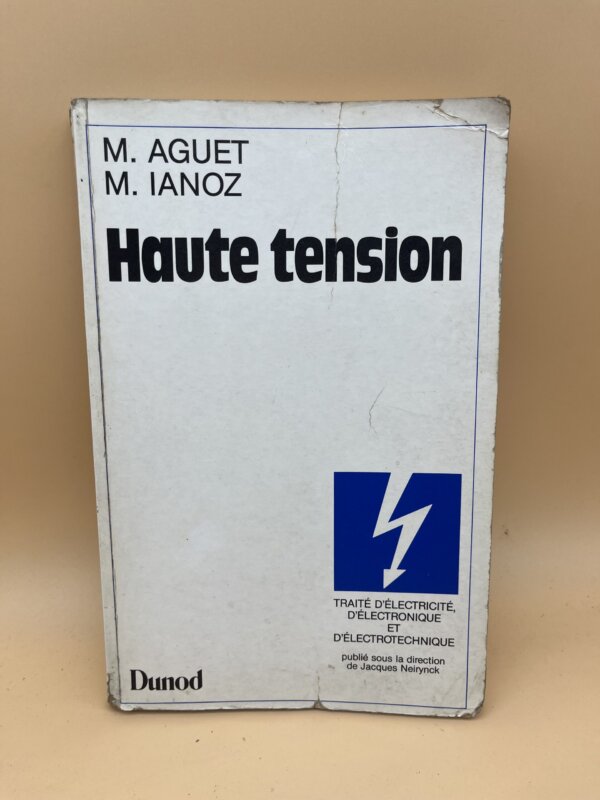 M. AGUET
M. IANOZ
Haute tension
TRAITÉ D'ÉLECTRICITÉ,
D'ÉLECTRONIQUE
ET
D'ÉLECTROTECHNIQUE
publié sous la direction
de Jacques Neirynck
Dunod